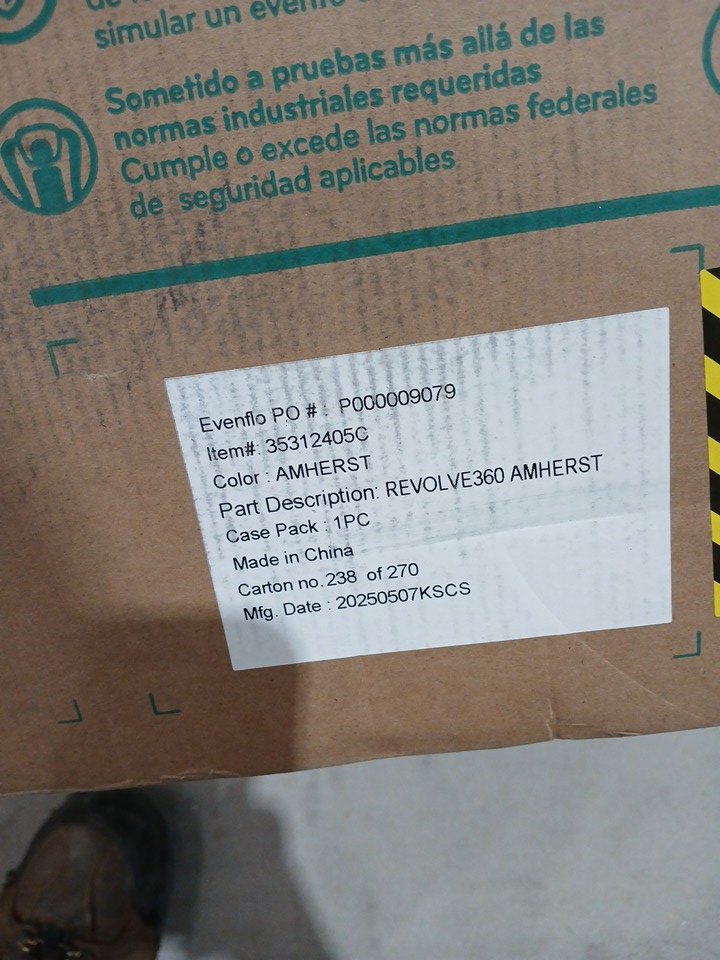 simular un evenflo
Sometido a pruebas más allá de las
normas industriales requeridas
Cumple o excede las normas federales
de seguridad aplicables
Evenflo PO # : P000009079
Item#: 35312405C
Color : AMHERST
Part Description: REVOLVE360 AMHERST
Case Pack : 1PC
Made in China
Carton no. 238 of 270
Mfg. Date : 20250507KSCS